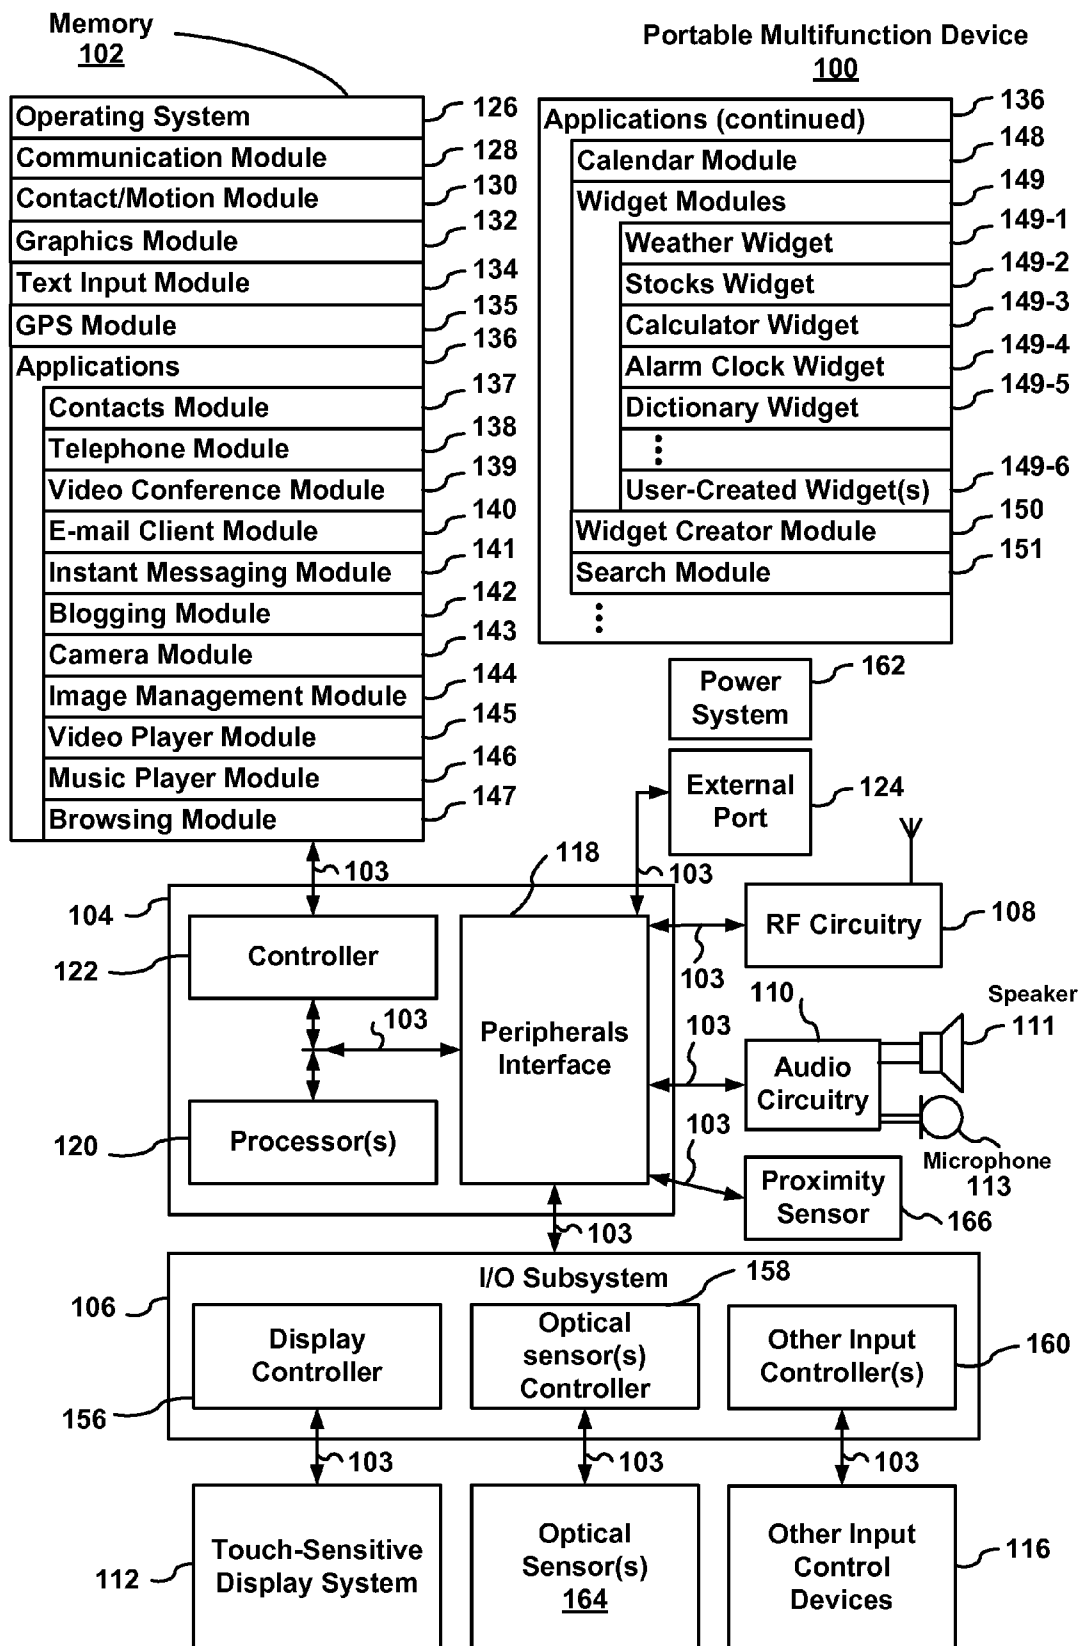 Memory
102
Operating System
126
Communication Module
128
Contact/Motion Module
130
Graphics Module
132
Text Input Module
134
GPS Module
135
Applications
136
Contacts Module
137
Telephone Module
138
Video Conference Module
139
E-mail Client Module
140
Instant Messaging Module
141
Blogging Module
142
Camera Module
143
Image Management Module
144
Video Player Module
145
Music Player Module
146
Browsing Module
147
Portable Multifunction Device
100
Applications (continued)
136
Calendar Module
148
Widget Modules
149
Weather Widget
149-1
Stocks Widget
149-2
Calculator Widget
149-3
Alarm Clock Widget
149-4
Dictionary Widget
149-5
User-Created Widget(s)
149-6
Widget Creator Module
150
Search Module
151
Power
System
162
External
Port
124
103
118
103
104
Controller
122
103
Processor(s)
120
Peripherals
Interface
103
RF Circuitry
108
103
110
Audio
Circuitry
Speaker
111
Microphone
113
103
Proximity
Sensor
166
103
I/O Subsystem
106
158
Display
Controller
156
Optical
sensor(s)
Controller
Other Input
Controller(s)
160
103
103
103
Touch-Sensitive
Display System
112
Optical
Sensor(s)
164
Other Input
Control
Devices
116